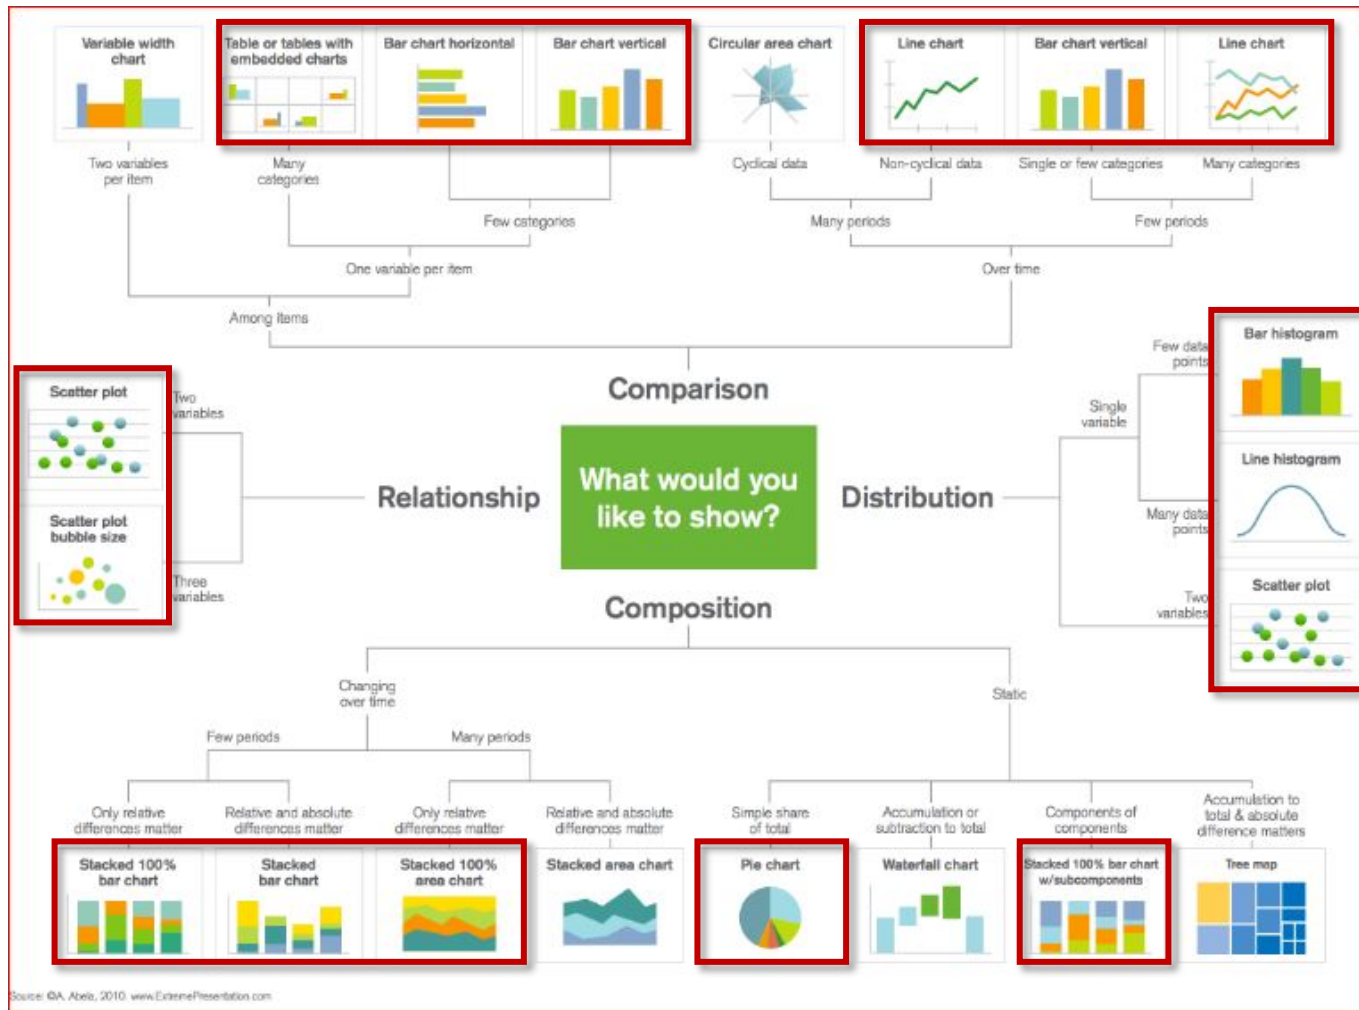 Variable width
chart
Table or tables with
embedded charts
Bar chart horizontal
Bar chart vertical
Circular area chart
Line chart
Bar chart vertical
Line chart
Two variables
per item
Many
categories
Cyclical data
Non-cyclical data
Single or few categories
Many categories
Few categories
Many periods
Few periods
One variable per item
Over time
Among items
Comparison
Few data
points
Bar histogram
Scatter plot
Two
variables
Single
variable
What would you
like to show?
Relationship
Distribution
Line histogram
Scatter plot
bubble size
Many data
points
Three
variables
Composition
Two
variables
Scatter plot
Changing
over time
Static
Few periods
Many periods
Only relative
differences matter
Relative and absolute
differences matter
Only relative
differences matter
Relative and absolute
differences matter
Simple share
of total
Accumulation or
subtraction to total
Components of
components
Accumulation to
total & absolute
difference matters
Stacked 100%
bar chart
Stacked
bar chart
Stacked 100%
area chart
Stacked area chart
Pie chart
Waterfall chart
Stacked 100% bar chart
w/subcomponents
Tree map
Source: ©A. Abela, 2010. www.ExtremePresentation.com